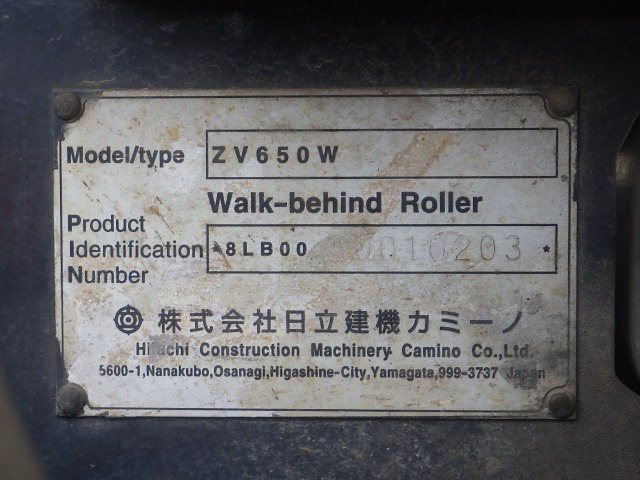 Model/type ZV650W
Walk-behind Roller
Product
Identification *8LB00 10203 *
Number
株式会社日立建機カミーノ
Hitachi Construction Machinery Camino Co.,Ltd.
5600-1,Nanakubo,Osanagi,Higashine-City,Yamagata,999-3737 Japan